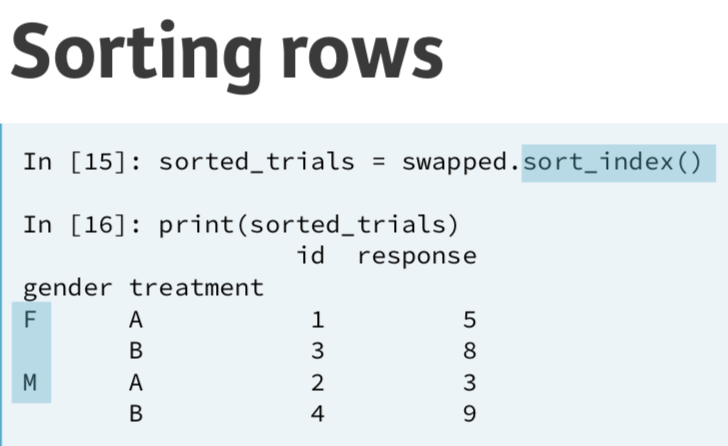 Sorting rows
In [15]: sorted_trials = swapped.sort_index()
In [16]: print(sorted_trials)
id response
gender treatment
F A 1 5
B 3 8
M A 2 3
B 4 9